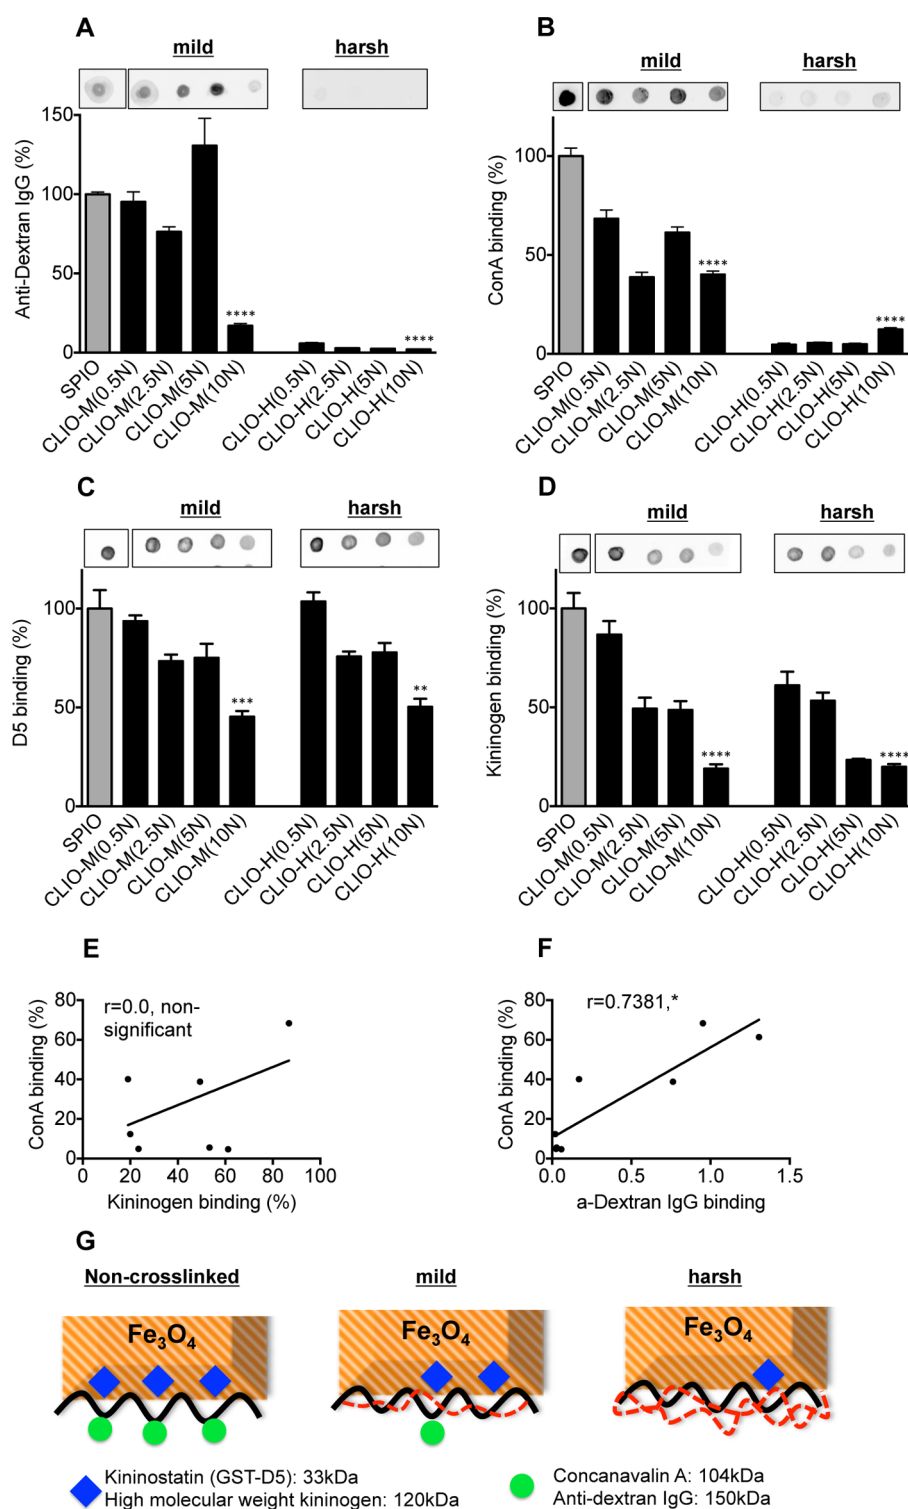 A
B
mild
harsh
mild
harsh
150
100
50
0
Anti-Dextran IgG (%)
SPIO
CLIO-M(0.5N)
CLIO-M(2.5N)
CLIO-M(5N)
CLIO-M(10N)
CLIO-H(0.5N)
CLIO-H(2.5N)
CLIO-H(5N)
CLIO-H(10N)
****
****
100
50
0
ConA binding (%)
SPIO
CLIO-M(0.5N)
CLIO-M(2.5N)
CLIO-M(5N)
CLIO-M(10N)
CLIO-H(0.5N)
CLIO-H(2.5N)
CLIO-H(5N)
CLIO-H(10N)
****
****
C
D
mild
harsh
mild
harsh
100
50
0
D5 binding (%)
SPIO
CLIO-M(0.5N)
CLIO-M(2.5N)
CLIO-M(5N)
CLIO-M(10N)
CLIO-H(0.5N)
CLIO-H(2.5N)
CLIO-H(5N)
CLIO-H(10N)
***
**
100
50
0
Kininogen binding (%)
SPIO
CLIO-M(0.5N)
CLIO-M(2.5N)
CLIO-M(5N)
CLIO-M(10N)
CLIO-H(0.5N)
CLIO-H(2.5N)
CLIO-H(5N)
CLIO-H(10N)
****
****
E
r=0.0, non-
significant
80
60
40
20
0
ConA binding (%)
0 20 40 60 80 100
Kininogen binding (%)
F
r=0.7381,*
80
60
40
20
0
ConA binding (%)
0.0 0.5 1.0 1.5
a-Dextran IgG binding
G
Non-crosslinked
mild
harsh
Fe3O4
Fe3O4
Fe3O4
Kininostatin (GST-D5): 33kDa
High molecular weight kininogen: 120kDa
Concanavalin A: 104kDa
Anti-dextran IgG: 150kDa